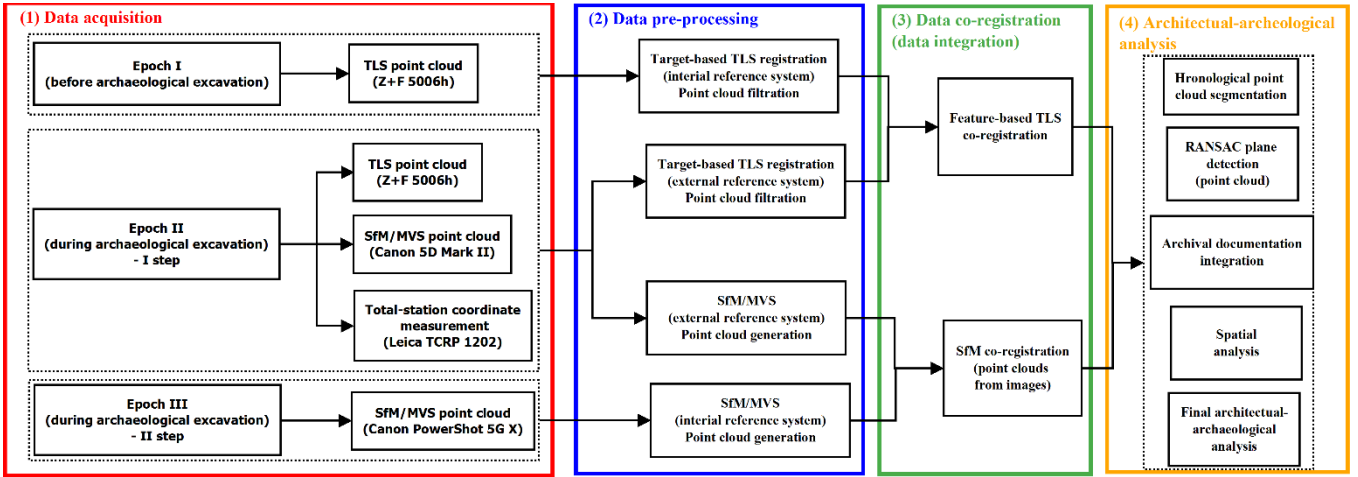 (1) Data acquisition
Epoch I
(before archaeological excavation)
TLS point cloud
(Z+F 5006h)
Epoch II
(during archaeological excavation)
- I step
TLS point cloud
(Z+F 5006h)
SfM/MVS point cloud
(Canon 5D Mark II)
Total-station coordinate
measurement
(Leica TCRP 1202)
Epoch III
(during archaeological excavation)
- II step
SfM/MVS point cloud
(Canon PowerShot 5G X)
(2) Data pre-processing
Target-based TLS registration
(interial reference system)
Point cloud filtration
Target-based TLS registration
(external reference system)
Point cloud filtration
SfM/MVS
(external reference system)
Point cloud generation
SfM/MVS
(interial reference system)
Point cloud generation
(3) Data co-registration
(data integration)
Feature-based TLS
co-registration
SfM co-registration
(point clouds
from images)
(4) Architectual-archeological
analysis
Hronological point
cloud segmentation
RANSAC plane
detection
(point cloud)
Archival documentation
integration
Spatial
analysis
Final architectual-
archaeological
analysis